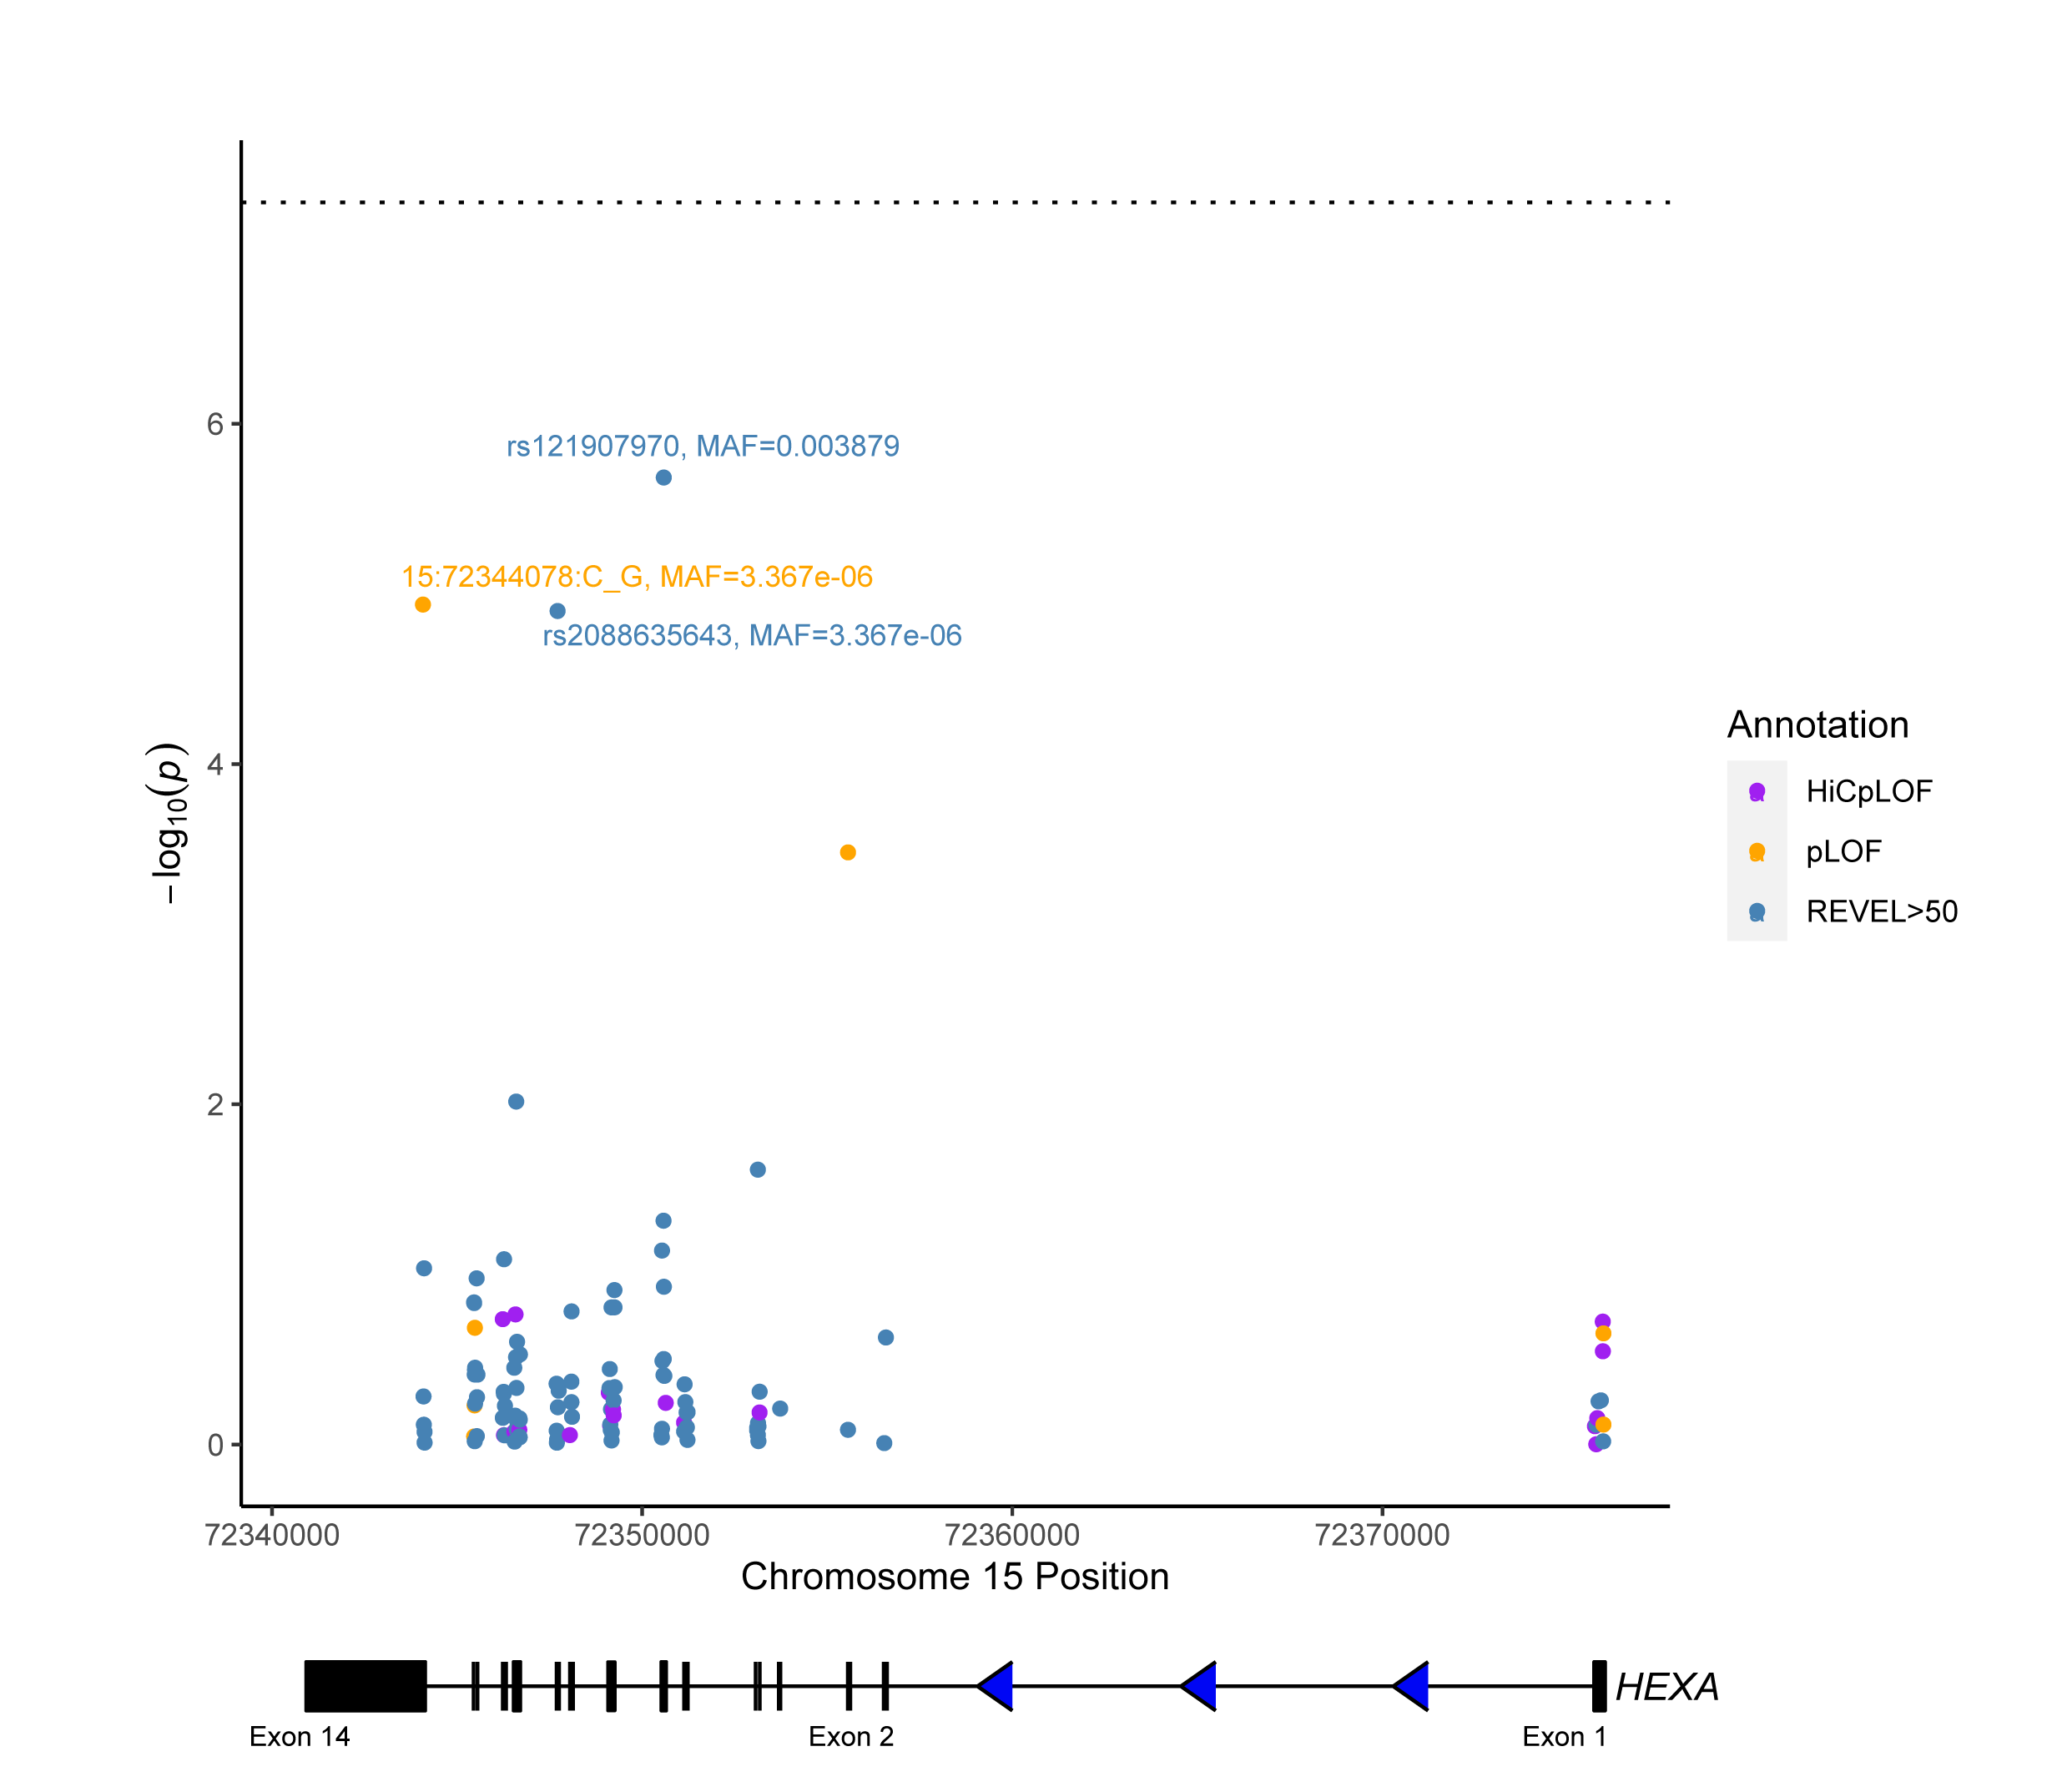 rs121907970, MAF=0.003879
15:72344078:C_G, MAF=3.367e-06
rs2088635643, MAF=3.367e-06
6
4
2
0
−log10(p)
72340000 72350000 72360000 72370000
Chromosome 15 Position
Annotation
HiCpLOF
pLOF
REVEL>50
HEXA
Exon 14 Exon 2 Exon 1